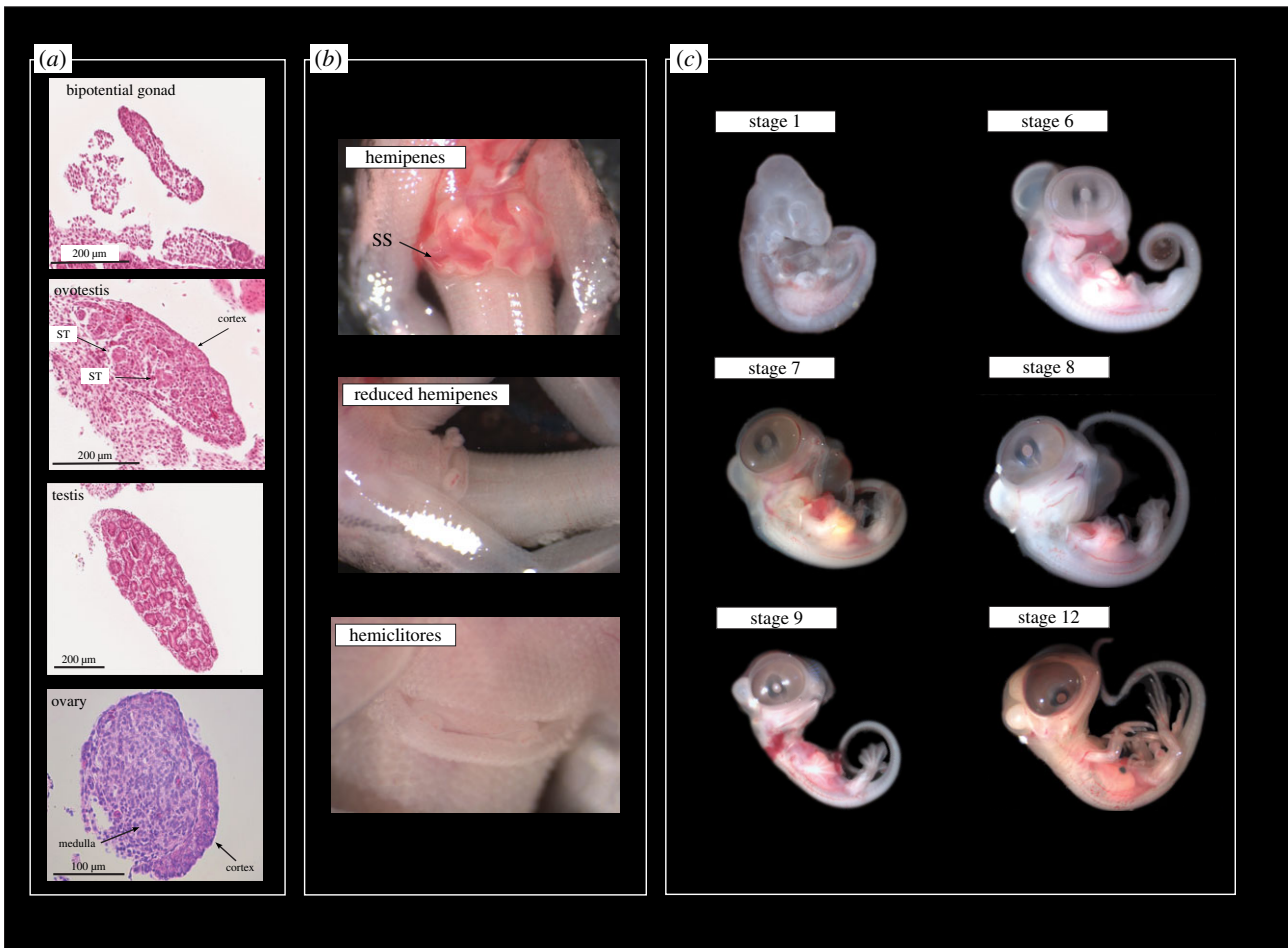 (a)
bipotential gonad
200 µm
ovotestis
cortex
ST
ST
200 µm
testis
200 µm
ovary
medulla
100 µm
cortex
(b)
hemipenes
SS
reduced hemipenes
hemiclitores
(c)
stage 1
stage 6
stage 7
stage 8
stage 9
stage 12